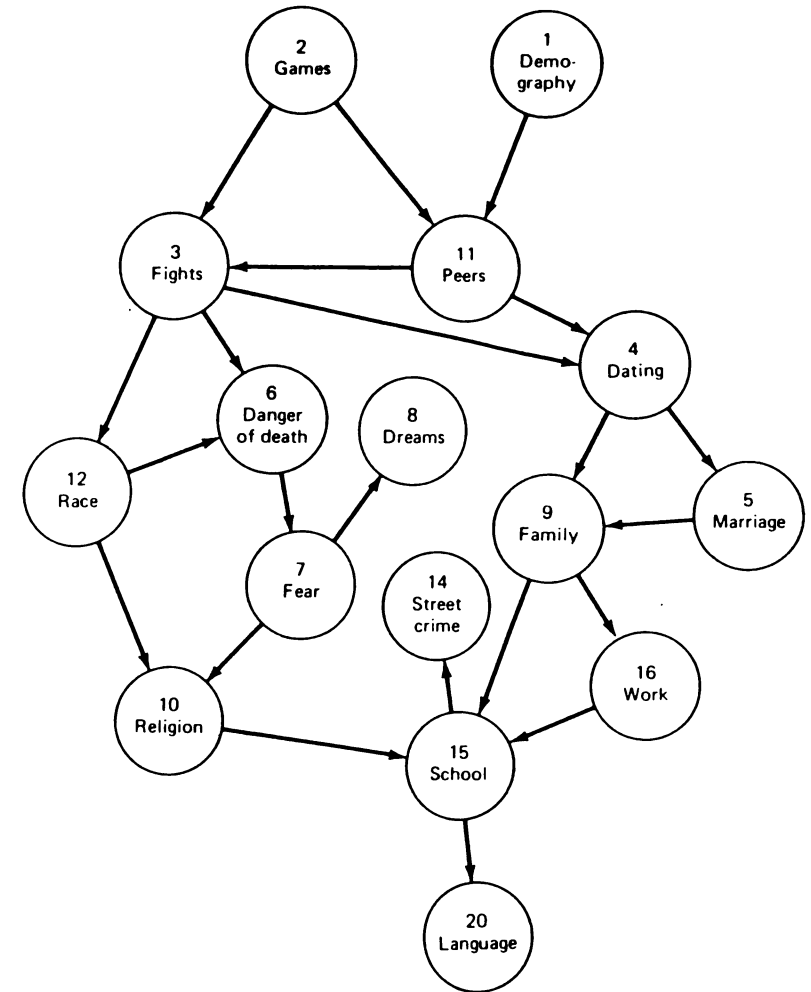 2
Games
1
Demo-
graphy
3
Fights
11
Peers
4
Dating
6
Danger
of death
8
Dreams
12
Race
9
Family
5
Marriage
7
Fear
14
Street
crime
16
Work
10
Religion
15
School
20
Language